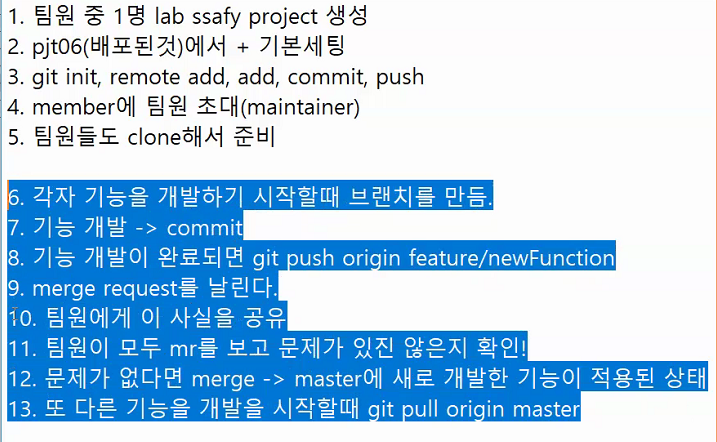 1. 팀원 중 1명 lab ssafy project 생성
2. pjt06(배포된것)에서 + 기본세팅
3. git init, remote add, add, commit, push
4. member에 팀원 초대(maintainer)
5. 팀원들도 clone해서 준비
6. 각자 기능을 개발하기 시작할때 브랜치를 만듬.
7. 기능 개발 -> commit
8. 기능 개발이 완료되면 git push origin feature/newFunction
9. merge request를 날린다.
10. 팀원에게 이 사실을 공유
11. 팀원이 모두 mr를 보고 문제가 있진 않은지 확인!
12. 문제가 없다면 merge -> master에 새로 개발한 기능이 적용된 상태
13. 또 다른 기능을 개발을 시작할때 git pull origin master